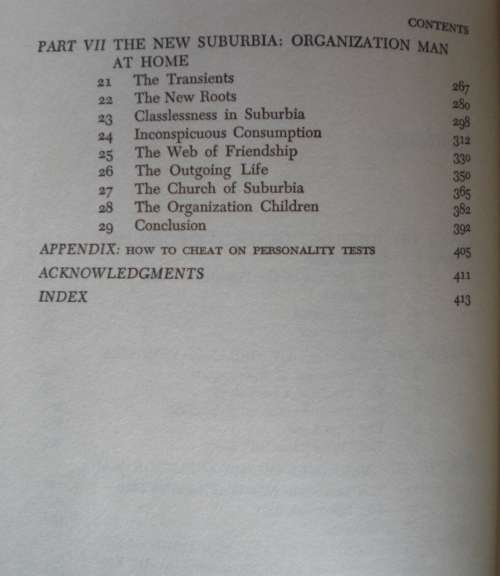 CONTENTS
PART VII THE NEW SUBURBIA: ORGANIZATION MAN
AT HOME
21 The Transients 267
22 The New Roots 280
23 Classlessness in Suburbia 298
24 Inconspicuous Consumption 312
25 The Web of Friendship 330
26 The Outgoing Life 350
27 The Church of Suburbia 365
28 The Organization Children 382
29 Conclusion 392
APPENDIX: HOW TO CHEAT ON PERSONALITY TESTS 405
ACKNOWLEDGMENTS 411
INDEX 413